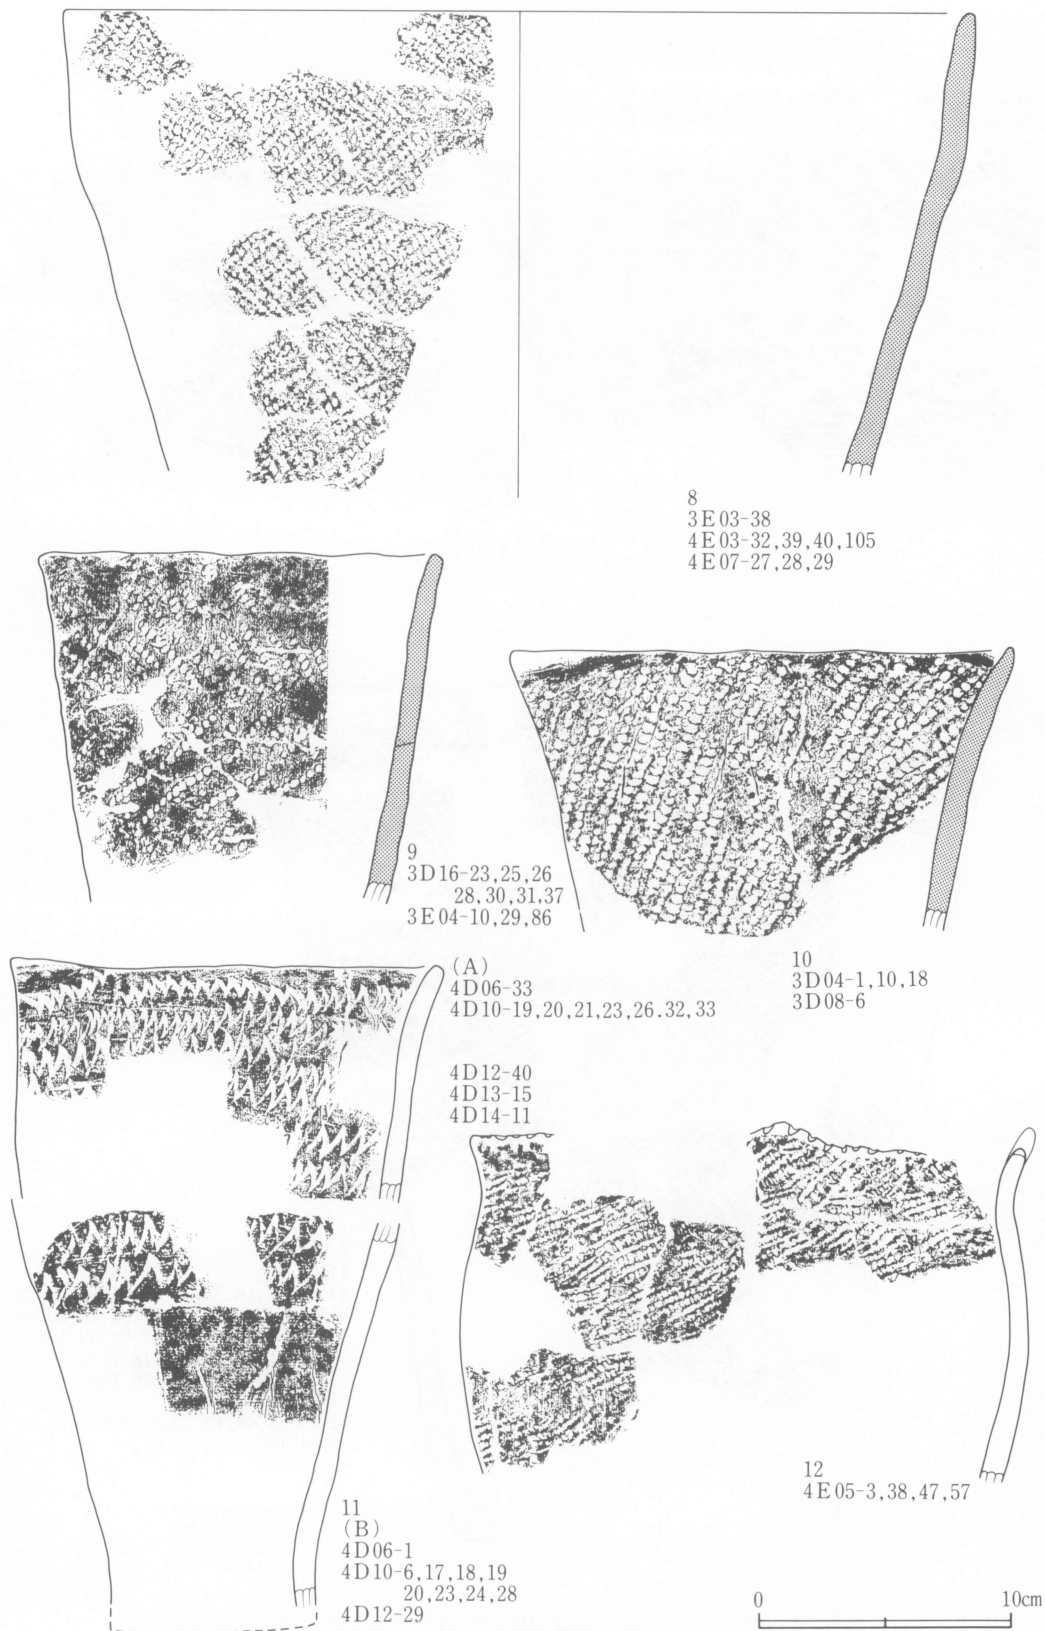 8
3E03-38
4E03-32,39,40,105
4E07-27,28,29
9
3D16-23,25,26
28,30,31,37
3E04-10,29,86
10
3D04-1,10,18
3D08-6
(A)
4D06-33
4D10-19,20,21,23,26.32,33
4D12-40
4D13-15
4D14-11
11
(B)
4D06-1
4D10-6,17,18,19
20,23,24,28
4D12-29
12
4E05-3,38,47,57
0 10cm